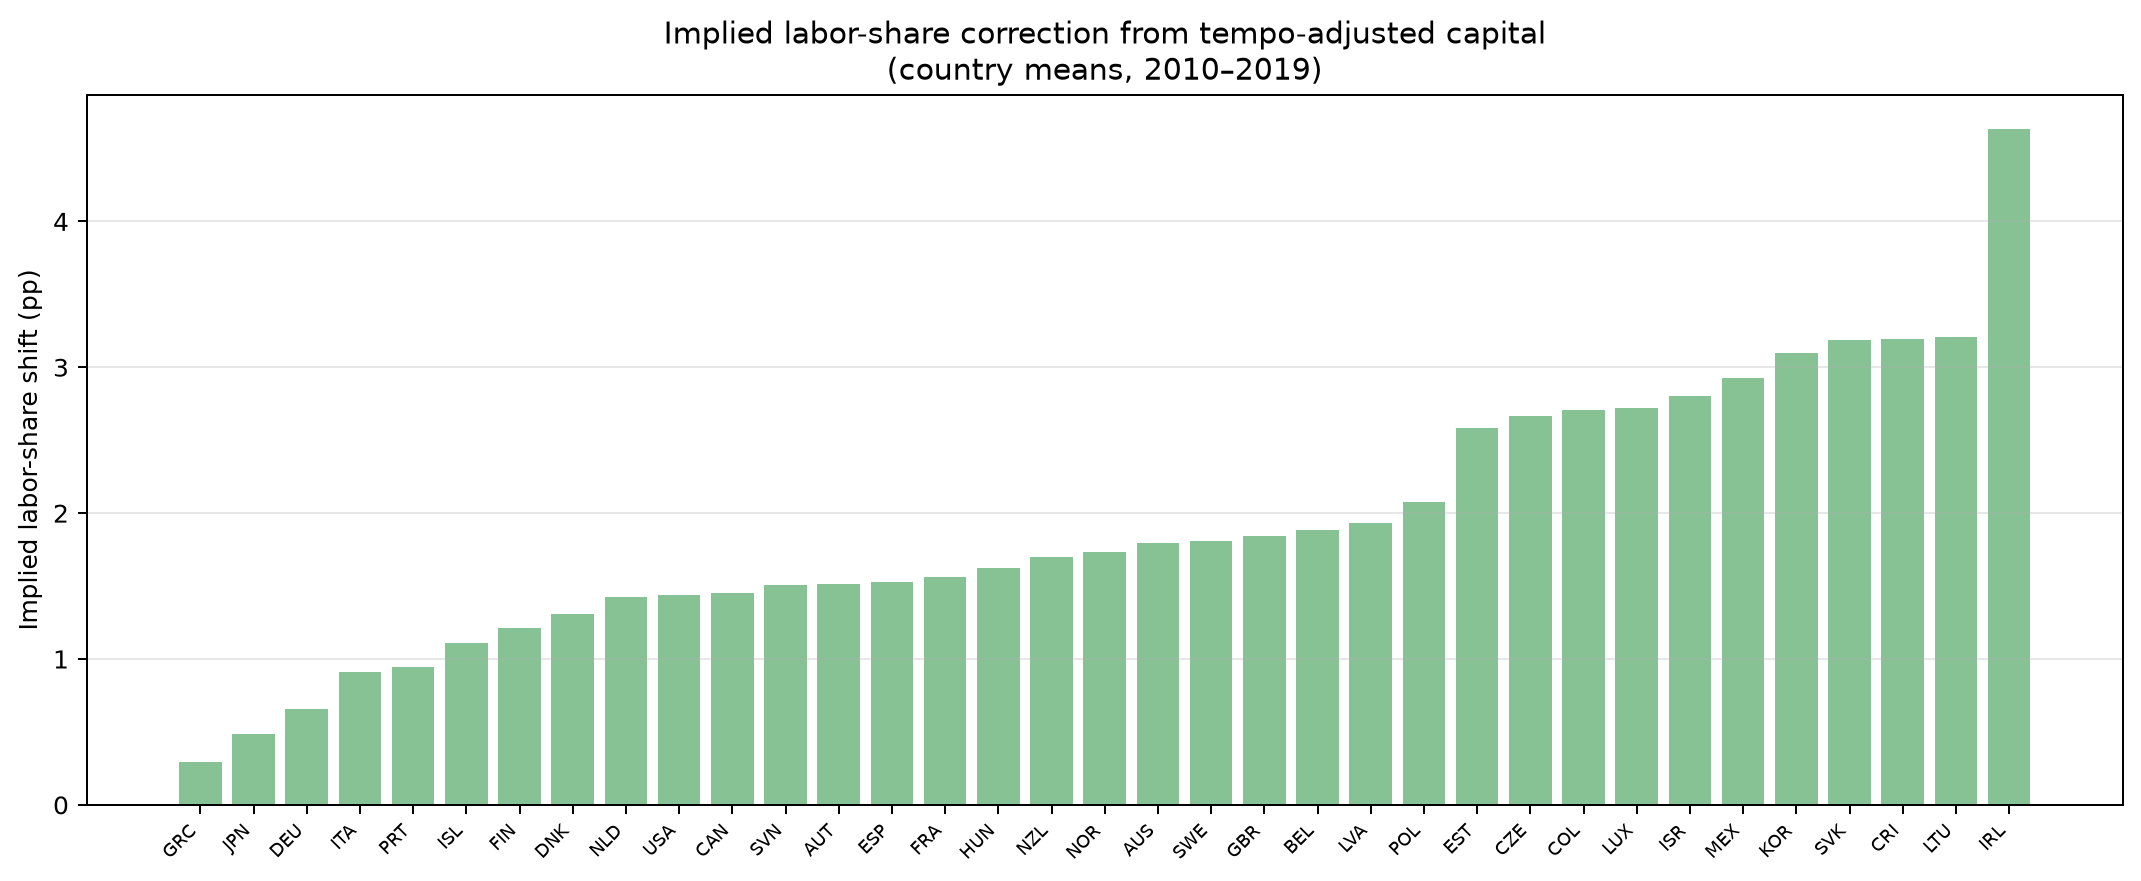 Implied labor-share correction from tempo-adjusted capital
(country means, 2010–2019)
Implied labor-share shift (pp)
4
3
2
1
0
GRC
JPN
DEU
ITA
PRT
ISL
FIN
DNK
NLD
USA
CAN
SVN
AUT
ESP
FRA
HUN
NZL
NOR
AUS
SWE
GBR
BEL
LVA
POL
EST
CZE
COL
LUX
ISR
MEX
KOR
SVK
CRI
LTU
IRL